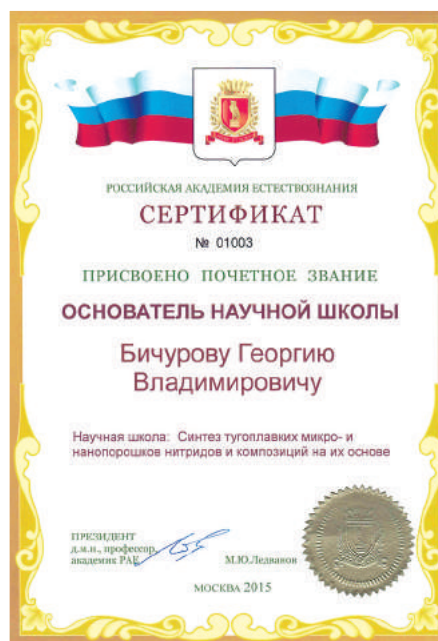 РОССИЙСКАЯ АКАДЕМИЯ ЕСТЕСТВОЗНАНИЯ
СЕРТИФИКАТ
№ 01003
ПРИСВОЕНО ПОЧЕТНОЕ ЗВАНИЕ
ОСНОВАТЕЛЬ НАУЧНОЙ ШКОЛЫ
Бичурову Георгию
Владимировичу
Научная школа: Синтез тугоплавких микро- и
нанопорошков нитридов и композиций на их основе
ПРЕЗИДЕНТ
д.м.н., профессор,
академик РАЕ
М.Ю.Ледванов
МОСКВА 2015